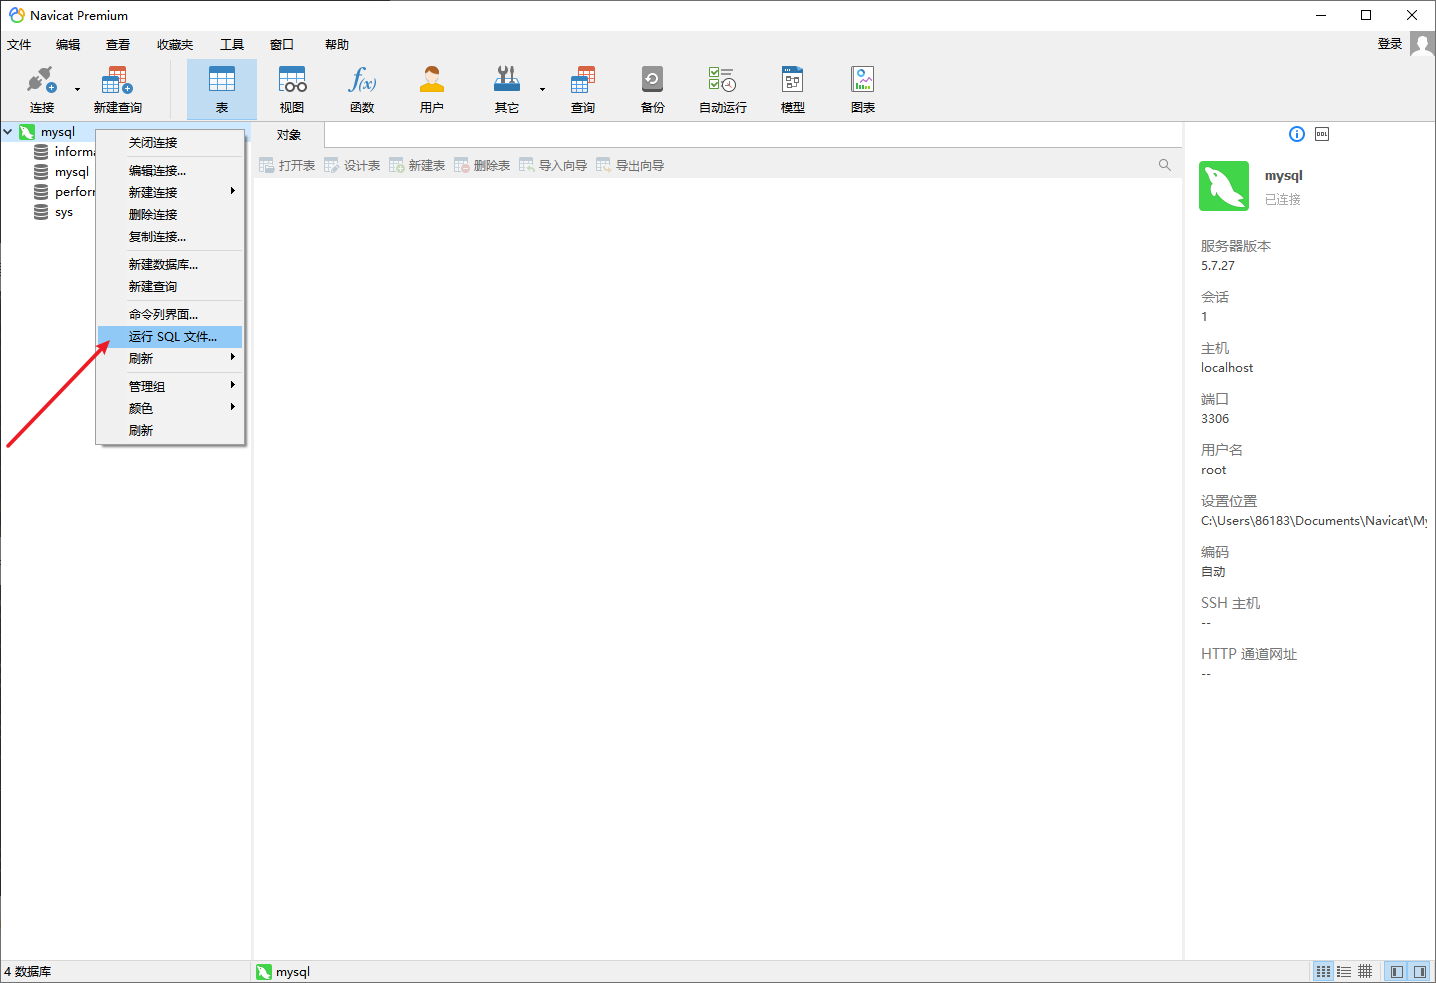 Navicat Premium
文件 编辑 查看 收藏夹 工具 窗口 帮助 登录
连接 新建查询 表 视图 函数 用户 其它 查询 备份 自动运行 模型 图表
f(x)
mysql
informa
mysql
perforr
sys
关闭连接
编辑连接...
新建连接
删除连接
复制连接...
新建数据库...
新建查询
命令列界面...
运行 SQL 文件...
刷新
管理组
颜色
刷新
对象
打开表 设计表 新建表 删除表 导入向导 导出向导
DDL
mysql
已连接
服务器版本
5.7.27
会话
1
主机
localhost
端口
3306
用户名
root
设置位置
C:\Users\86183\Documents\Navicat\My
编码
自动
SSH 主机
--
HTTP 通道网址
--
4 数据库 mysql